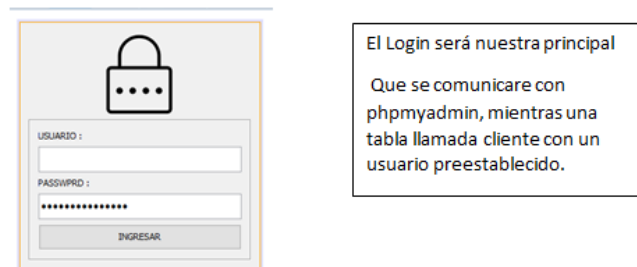 USUARIO :
PASSWPRD :
•••••••••••••••
INGRESAR
El Login será nuestra principal
Que se comunicare con
phpmyadmin, mientras una
tabla llamada cliente con un
usuario preestablecido.